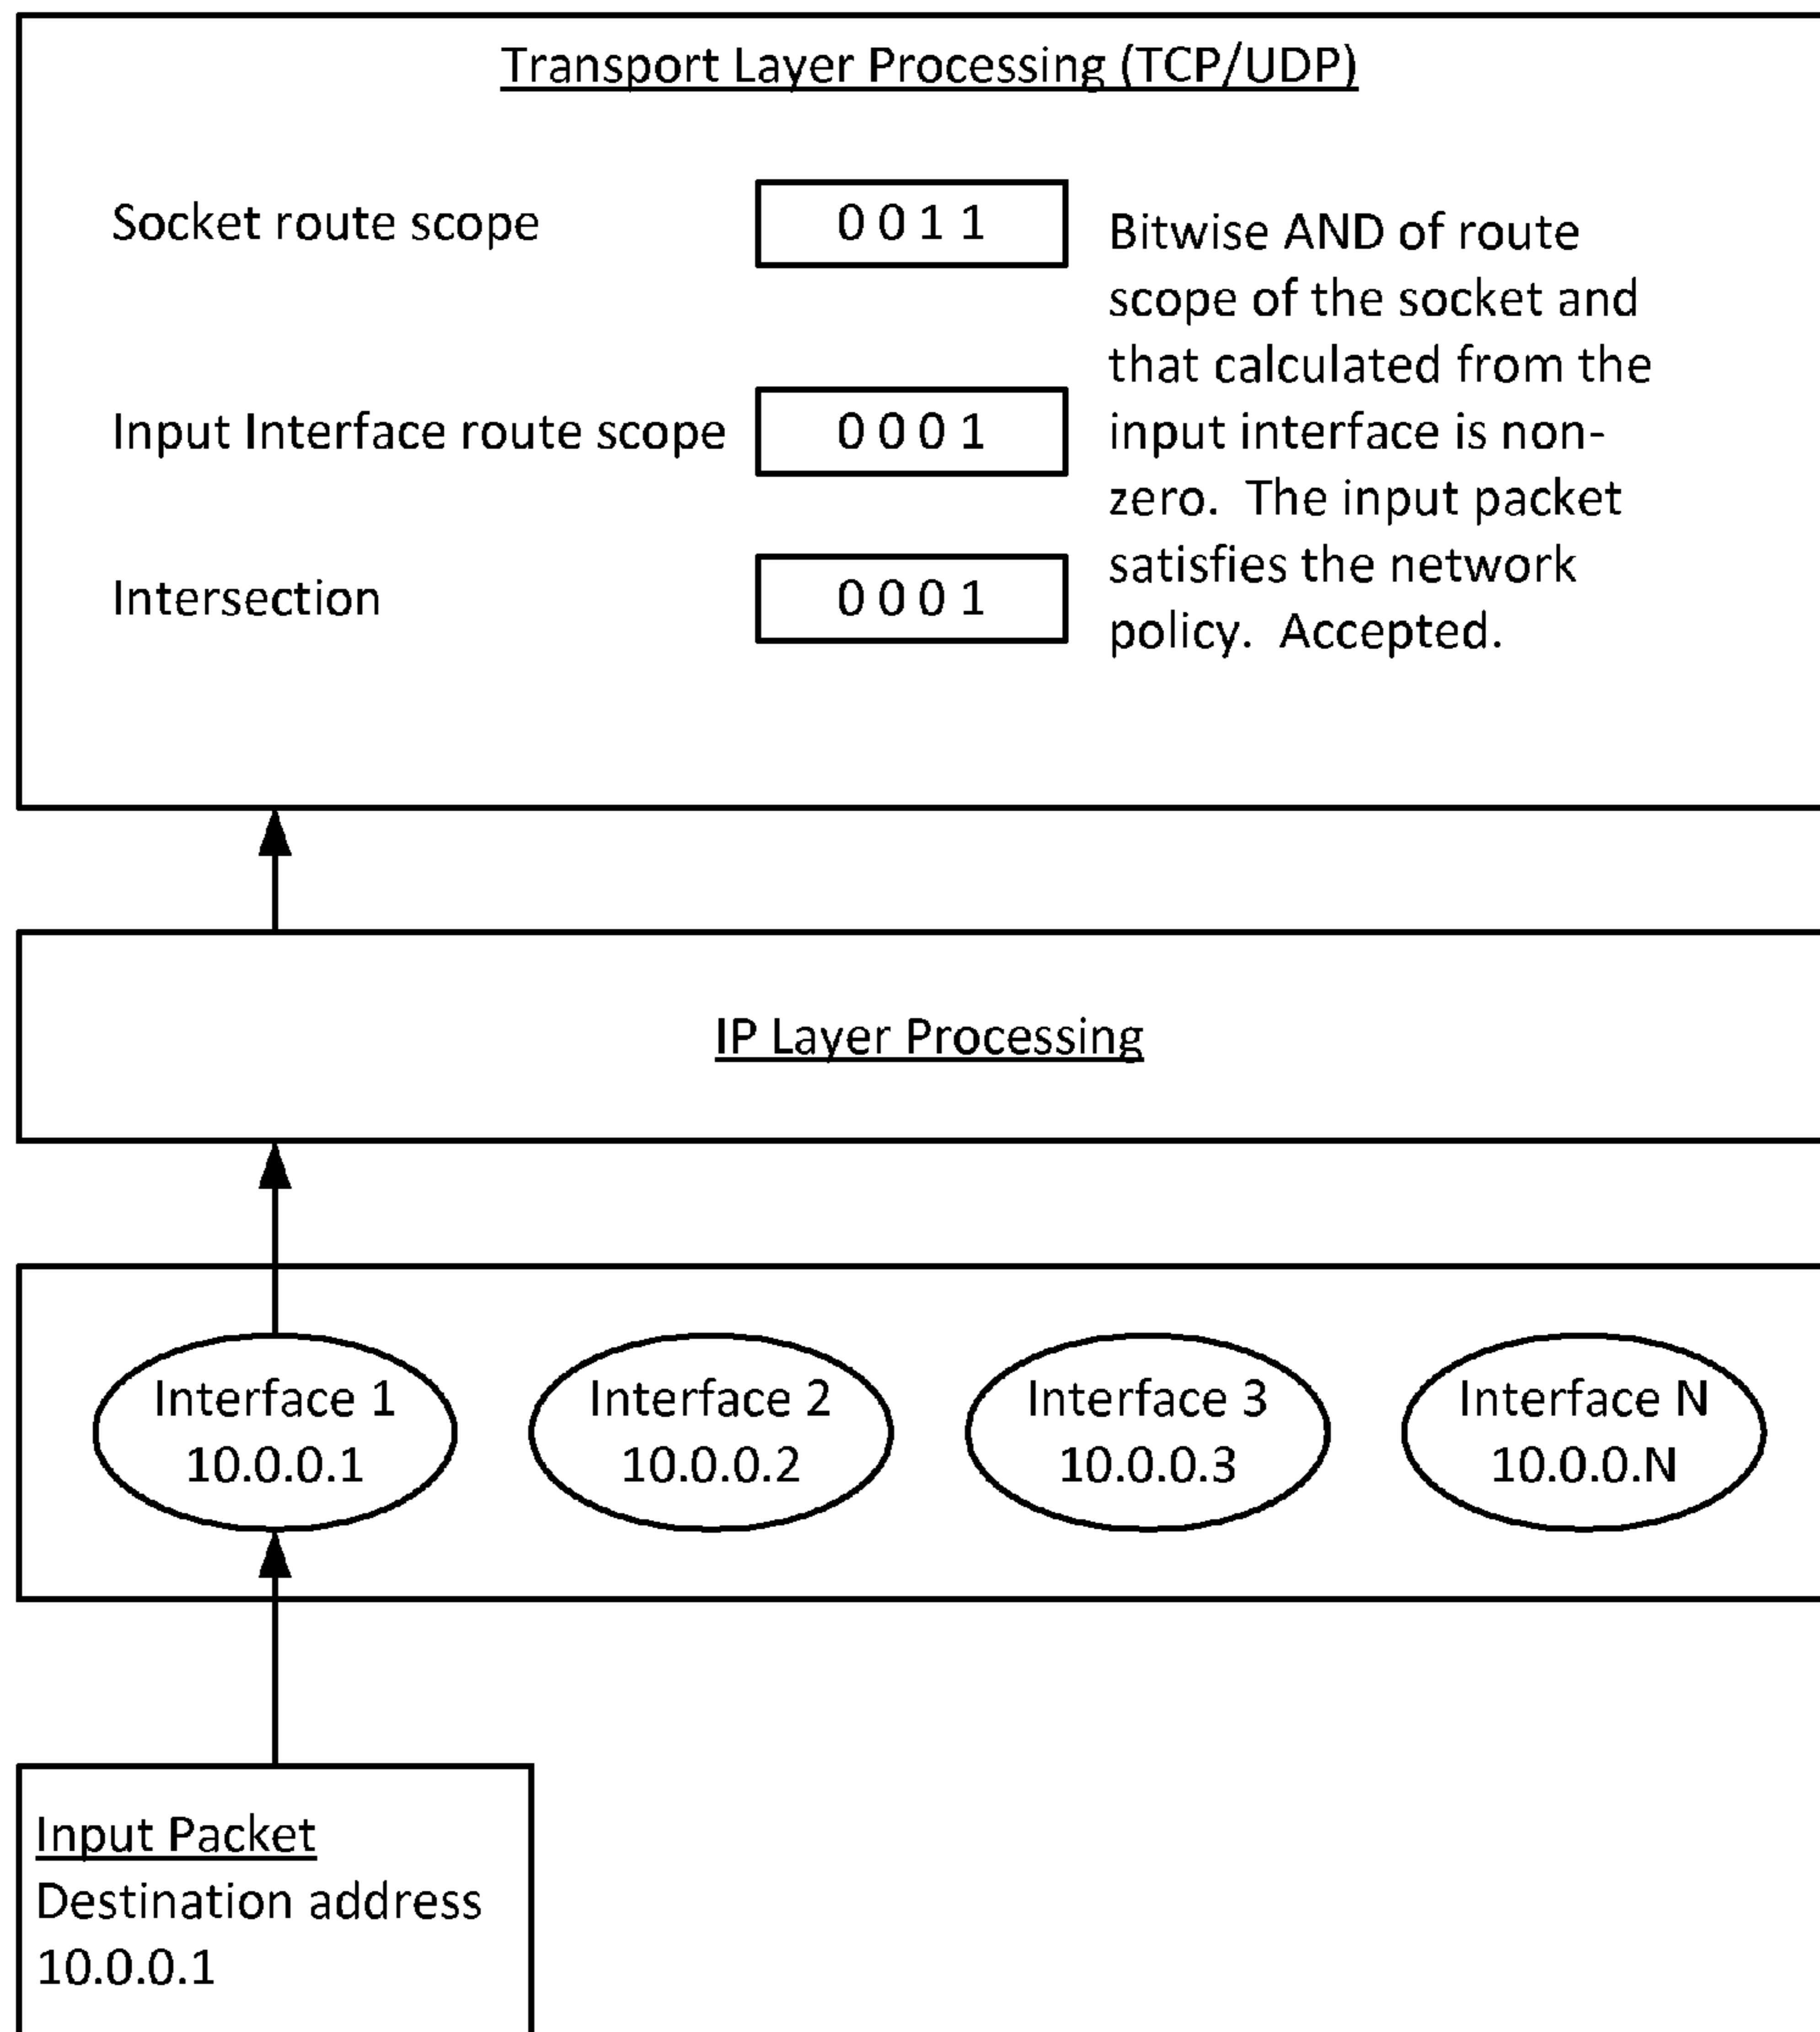 Transport Layer Processing (TCP/UDP)
Socket route scope
0 0 1 1
Input Interface route scope
0 0 0 1
Intersection
0 0 0 1
Bitwise AND of route
scope of the socket and
that calculated from the
input interface is non-
zero.  The input packet
satisfies the network
policy.  Accepted.
IP Layer Processing
Interface 1
10.0.0.1
Interface 2
10.0.0.2
Interface 3
10.0.0.3
Interface N
10.0.0.N
Input Packet
Destination address
10.0.0.1